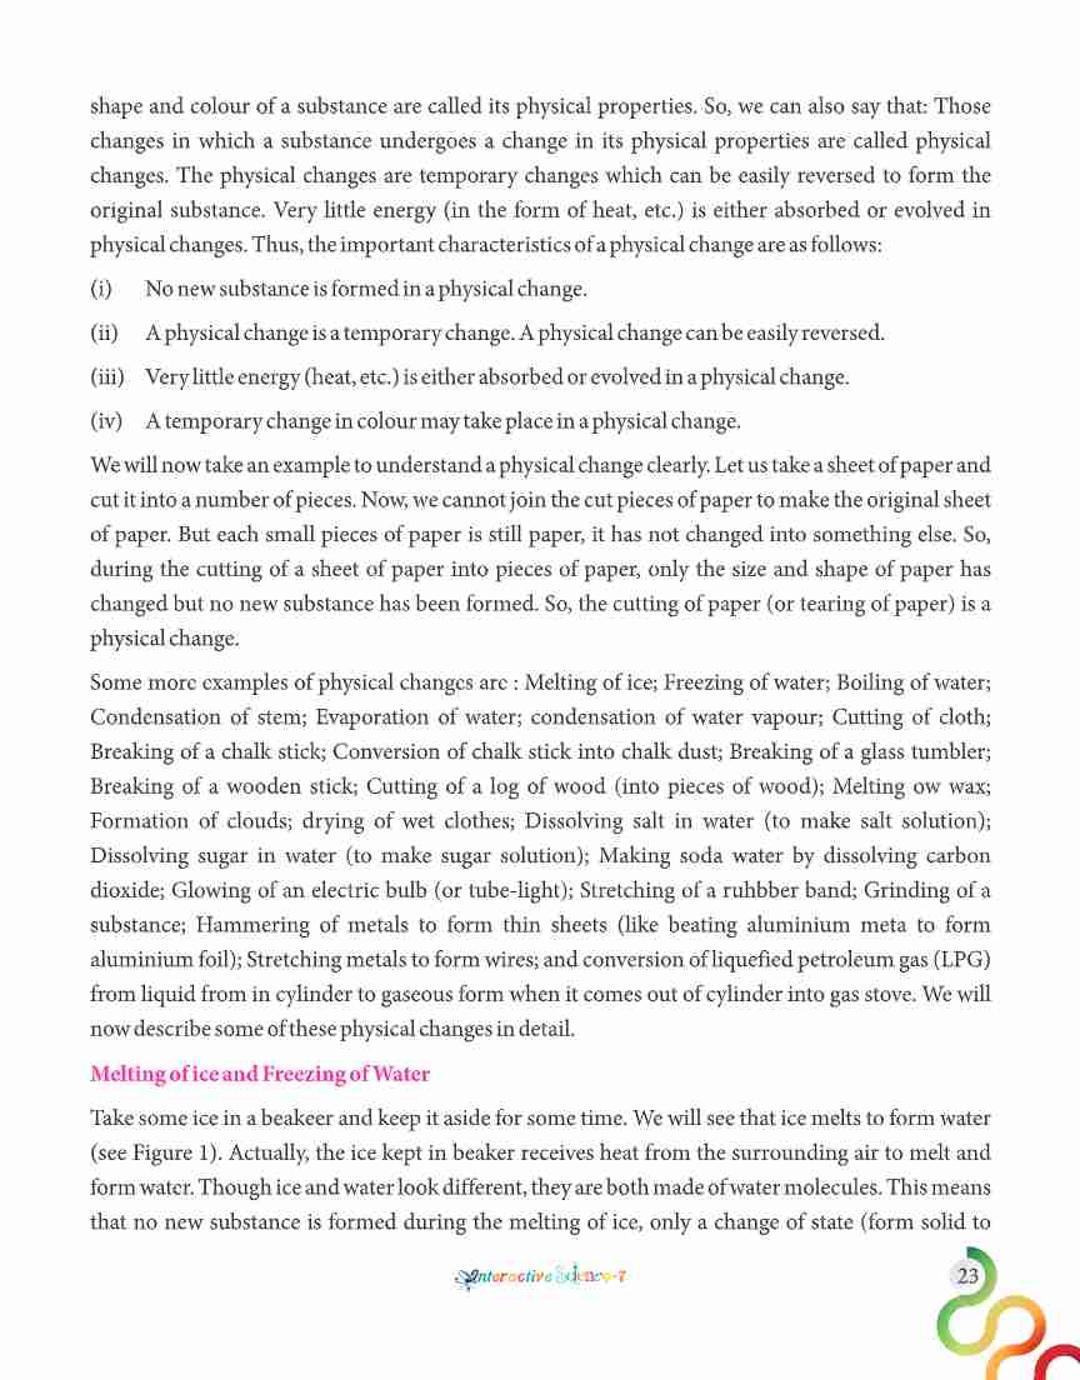 shape and colour of a substance are called its physical properties. So, we can also say that: Those
changes in which a substance undergoes a change in its physical properties are called physical
changes. The physical changes are temporary changes which can be easily reversed to form the
original substance. Very little energy (in the form of heat, etc.) is either absorbed or evolved in
physical changes. Thus, the important characteristics of a physical change are as follows:
(i) No new substance is formed in a physical change.
(ii) A physical change is a temporary change. A physical change can be easily reversed.
(iii) Very little energy (heat, etc.) is either absorbed or evolved in a physical change.
(iv) A temporary change in colour may take place in a physical change.
We will now take an example to understand a physical change clearly. Let us take a sheet of paper and
cut it into a number of pieces. Now, we cannot join the cut pieces of paper to make the original sheet
of paper. But each small pieces of paper is still paper, it has not changed into something else. So,
during the cutting of a sheet of paper into pieces of paper, only the size and shape of paper has
changed but no new substance has been formed. So, the cutting of paper (or tearing of paper) is a
physical change.
Some more examples of physical changes are : Melting of ice; Freezing of water; Boiling of water;
Condensation of stem; Evaporation of water; condensation of water vapour; Cutting of cloth;
Breaking of a chalk stick; Conversion of chalk stick into chalk dust; Breaking of a glass tumbler;
Breaking of a wooden stick; Cutting of a log of wood (into pieces of wood); Melting ow wax;
Formation of clouds; drying of wet clothes; Dissolving salt in water (to make salt solution);
Dissolving sugar in water (to make sugar solution); Making soda water by dissolving carbon
dioxide; Glowing of an electric bulb (or tube-light); Stretching of a ruhbber band; Grinding of a
substance; Hammering of metals to form thin sheets (like beating aluminium meta to form
aluminium foil); Stretching metals to form wires; and conversion of liquefied petroleum gas (LPG)
from liquid from in cylinder to gaseous form when it comes out of cylinder into gas stove. We will
now describe some of these physical changes in detail.
Melting of ice and Freezing of Water
Take some ice in a beakeer and keep it aside for some time. We will see that ice melts to form water
(see Figure 1). Actually, the ice kept in beaker receives heat from the surrounding air to melt and
form water. Though ice and water look different, they are both made of water molecules. This means
that no new substance is formed during the melting of ice, only a change of state (form solid to
Interactive Science-7
23